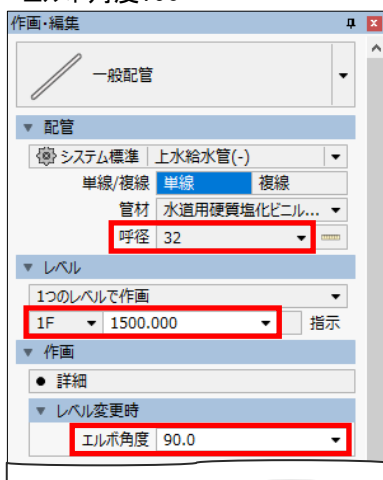 作画・編集
一般配管
配管
システム標準 上水給水管(-)
単線/複線 単線 複線
管材 水道用硬質塩化ビニル...
呼径 32
レベル
1つのレベルで作画
1F 1500.000 指示
作画
● 詳細
レベル変更時
エルボ角度 90.0